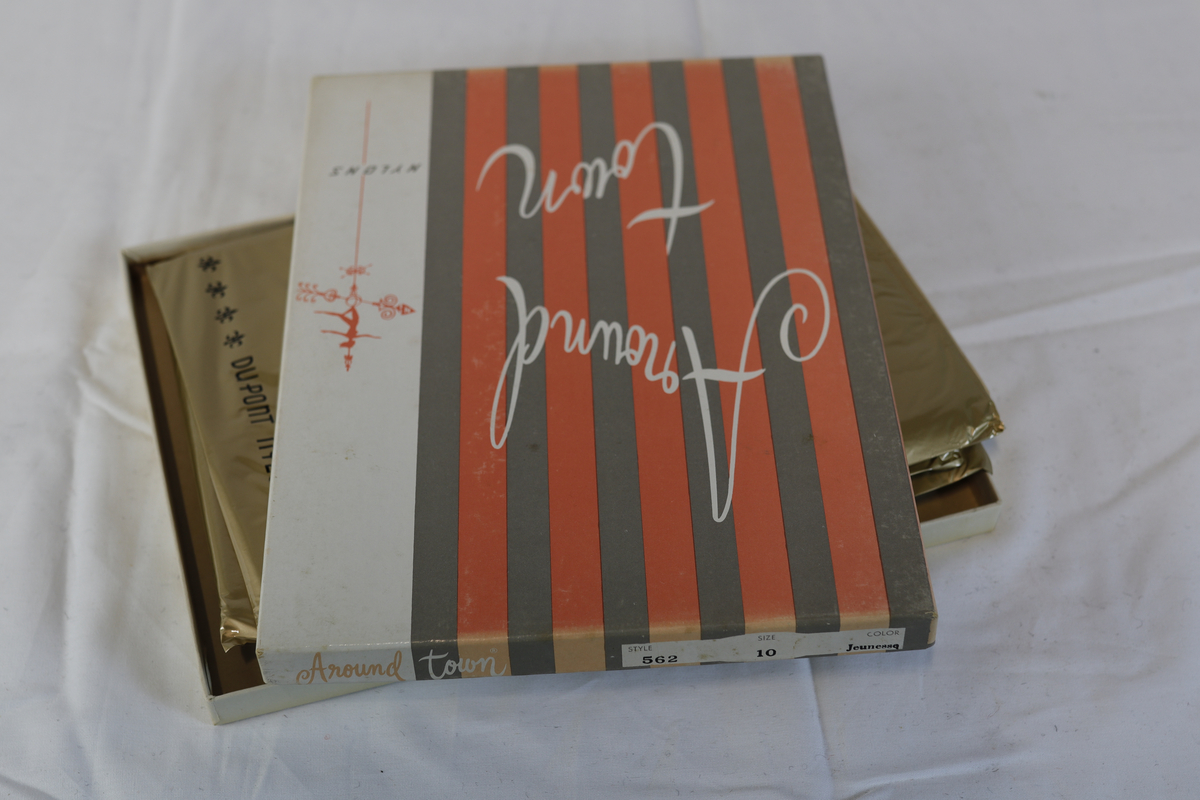 Around
town
NYLONS
Around town
STYLE 562
SIZE 10
COLOR Jeunesse
* * * *
DUPONT